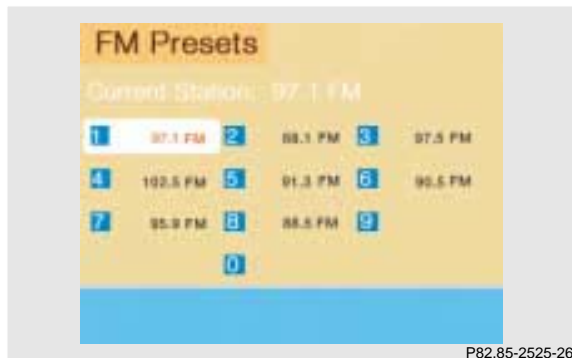 FM Presets
Current Station: 97.1 FM
1 97.1 FM 2 88.1 FM 3 97.5 FM
4 102.5 FM 5 91.3 FM 6 90.5 FM
7 95.9 FM 8 88.5 FM 9
0
P82.85-2525-26